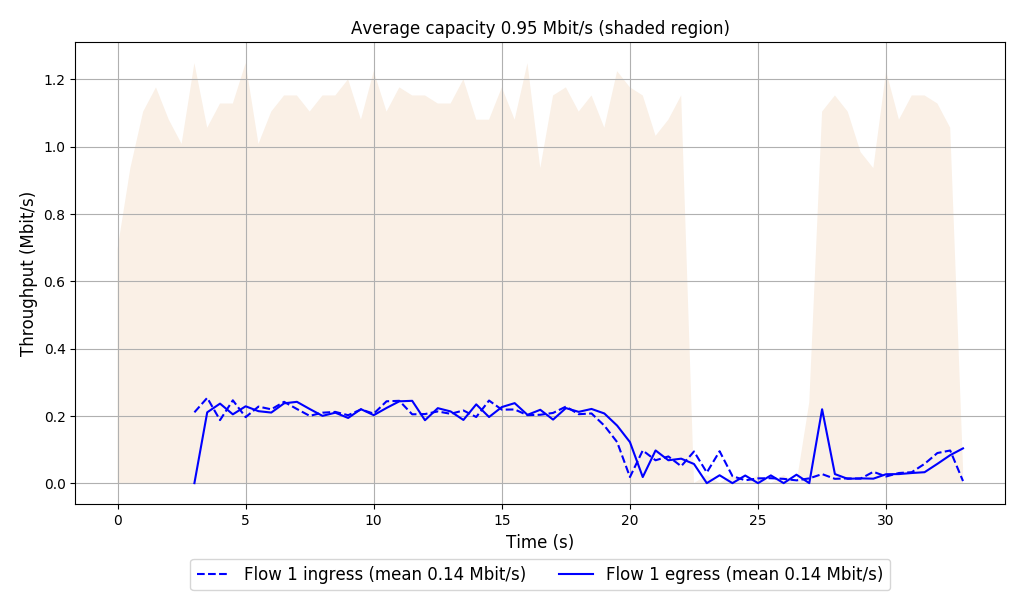 Average capacity 0.95 Mbit/s (shaded region)
Throughput (Mbit/s)
1.2
1.0
0.8
0.6
0.4
0.2
0.0
0 5 10 15 20 25 30
Time (s)
Flow 1 ingress (mean 0.14 Mbit/s) Flow 1 egress (mean 0.14 Mbit/s)